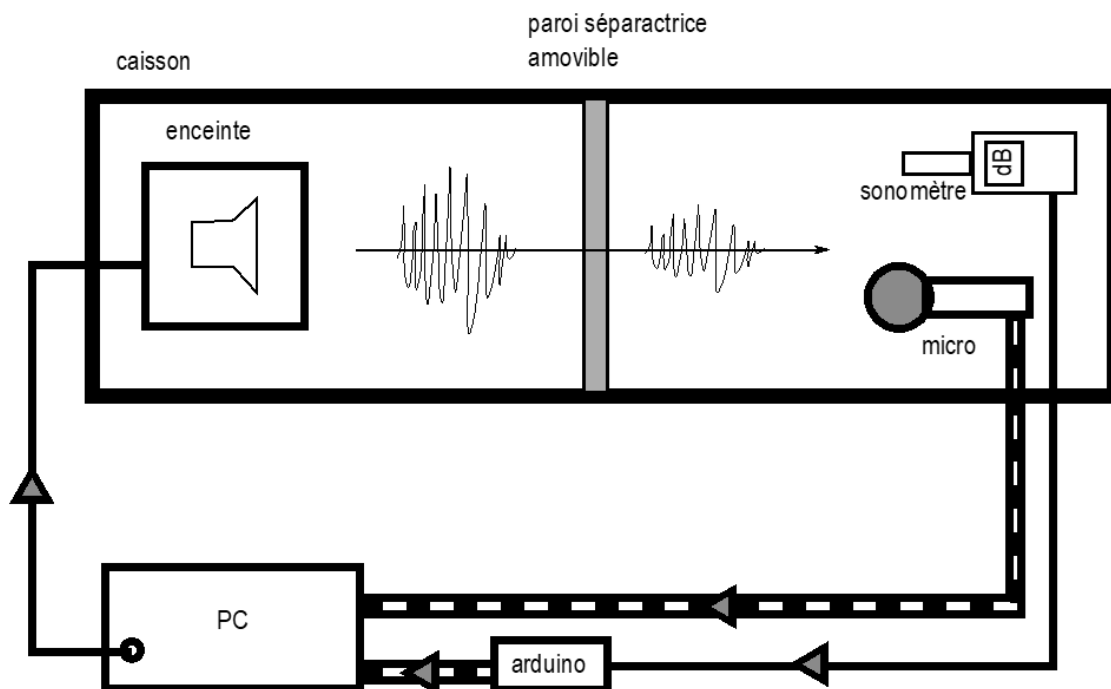 paroi séparactrice
amovible
caisson
enceinte
dB
sonomètre
micro
PC
arduino